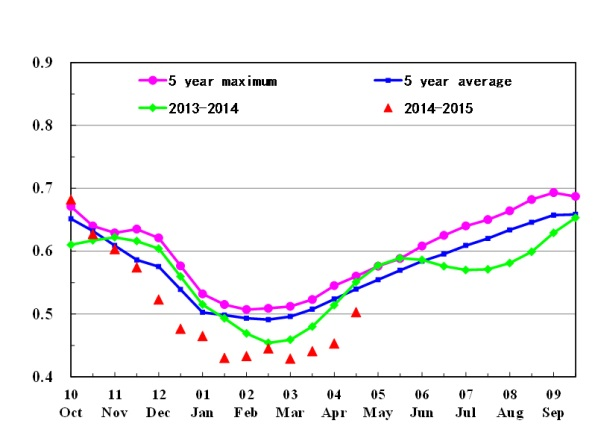 0.9
5 year maximum 5 year average
2013-2014 2014-2015
0.8
0.7
0.6
0.5
0.4
10 11 12 01 02 03 04 05 06 07 08 09
Oct Nov Dec Jan Feb Mar Apr May Jun Jul Aug Sep